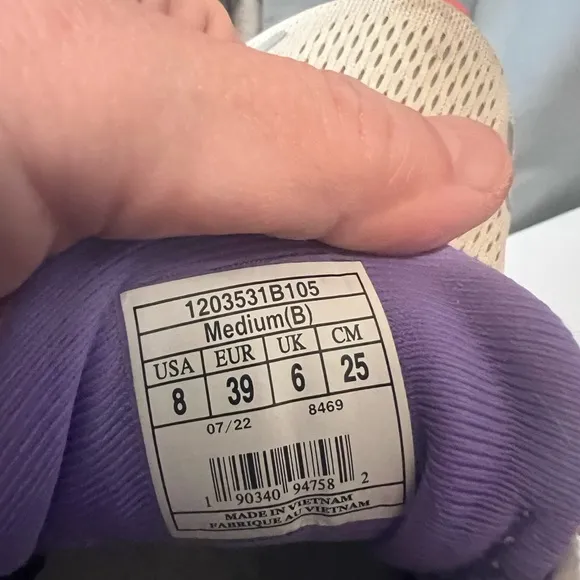 1203531B105
Medium(B)
USA EUR UK CM
8 39 6 25
07/22 8469
1 90340 94758 2
MADE IN VIETNAM
FABRIQUE AU VIETNAM